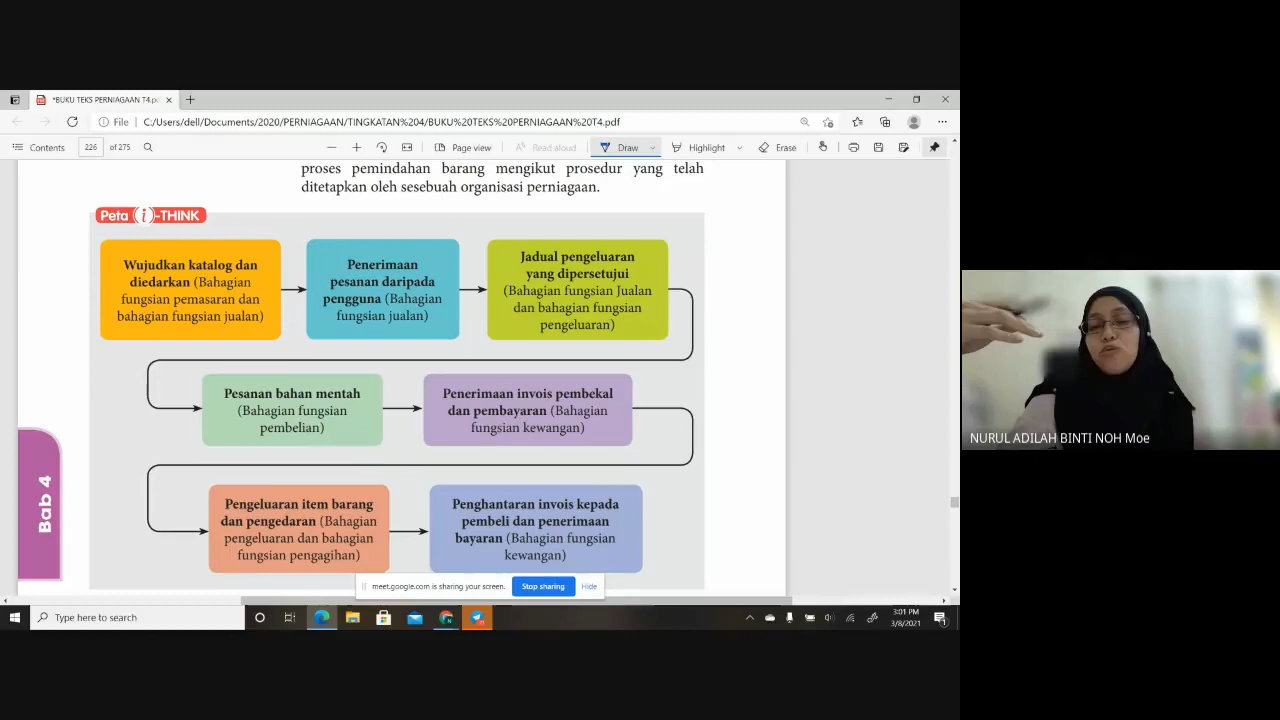 *BUKU TEKS PERNIAGAAN T4.p
File
C:/Users/dell/Documents/2020/PERNIAGAAN/TINGKATAN%204/BUKU%20TEKS%20PERNIAGAAN%20T4.pdf
Contents
226 of 275
Page view
Read aloud
Draw
Highlight
Erase
proses pemindahan barang mengikut prosedur yang telah
ditetapkan oleh sesebuah organisasi perniagaan.
Peta i-THINK
Wujudkan katalog dan
diedarkan (Bahagian
fungsian pemasaran dan
bahagian fungsian jualan)
Penerimaan
pesanan daripada
pengguna (Bahagian
fungsian jualan)
Jadual pengeluaran
yang dipersetujui
(Bahagian fungsian Jualan
dan bahagian fungsian
pengeluaran)
Pesanan bahan mentah
(Bahagian fungsian
pembelian)
Penerimaan invois pembekal
dan pembayaran (Bahagian
fungsian kewangan)
Pengeluaran item barang
dan pengedaran (Bahagian
pengeluaran dan bahagian
fungsian pengagihan)
Penghantaran invois kepada
pembeli dan penerimaan
bayaran (Bahagian fungsian
kewangan)
Bab 4
meet.google.com is sharing your screen.
Stop sharing
Hide
Type here to search
3:01 PM
3/8/2021
NURUL ADILAH BINTI NOH Moe